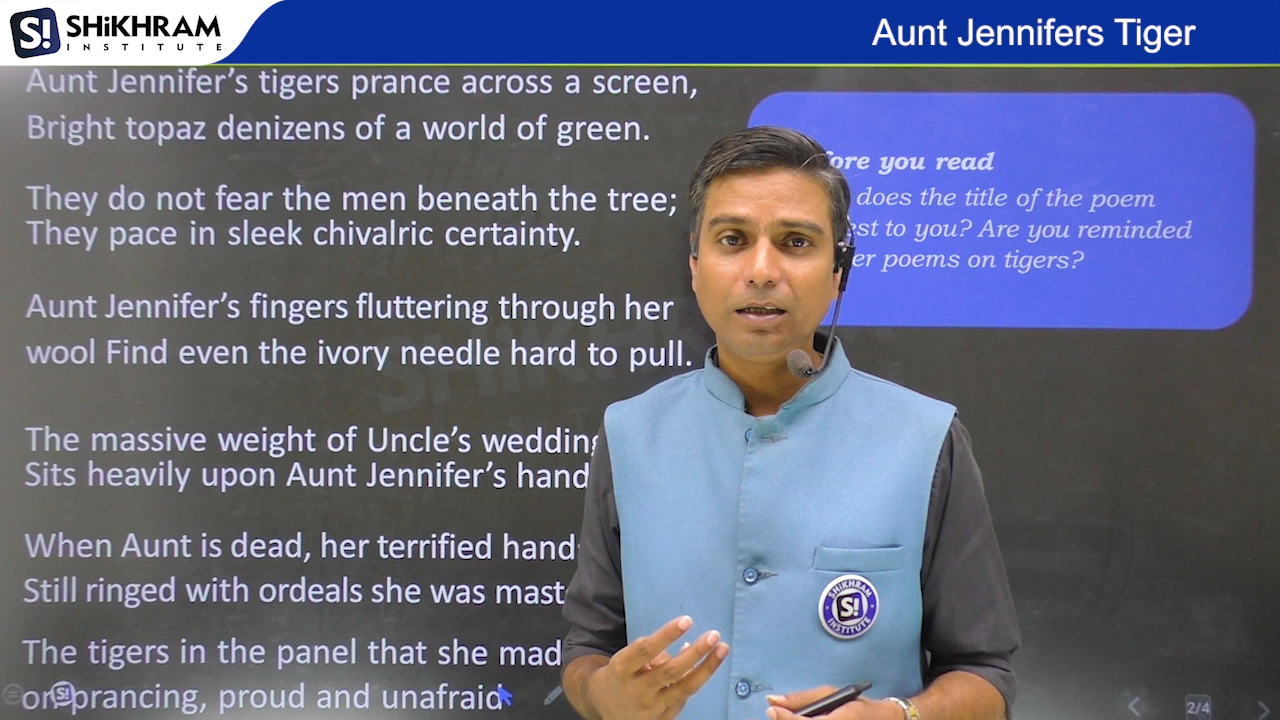 S! SHiKHRAM
INSTITUTE
Aunt Jennifers Tiger
Aunt Jennifer's tigers prance across a screen,
Bright topaz denizens of a world of green.
They do not fear the men beneath the tree;
They pace in sleek chivalric certainty.
Aunt Jennifer's fingers fluttering through her
wool Find even the ivory needle hard to pull.
The massive weight of Uncle's wedding
Sits heavily upon Aunt Jennifer's hand
When Aunt is dead, her terrified hand
Still ringed with ordeals she was mast
The tigers in the panel that she mad
on prancing, proud and unafraid
fore you read
does the title of the poem
est to you? Are you reminded
er poems on tigers?
SHIKHRAM
S!
INSTITUTE
S!
2/4